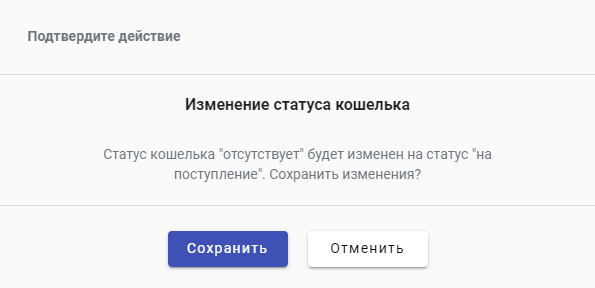 Подтвердите действие
Изменение статуса кошелька
Статус кошелька "отсутствует" будет изменен на статус "на
поступление". Сохранить изменения?
Сохранить
Отменить